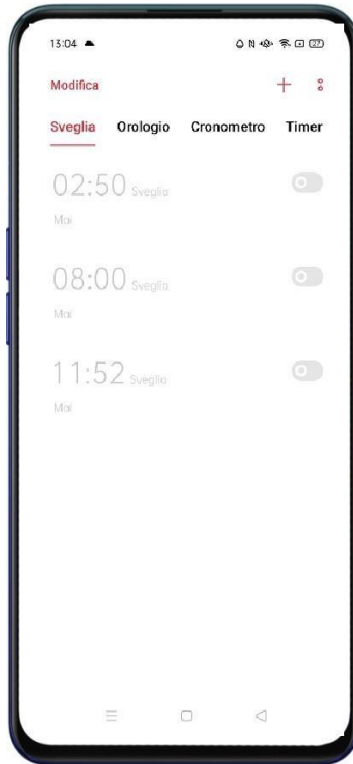 13:04 27
Modifica
Sveglia Orologio Cronometro Timer
02:50 Sveglia
Mai
08:00 Sveglia
Mai
11:52 Sveglia
Mai